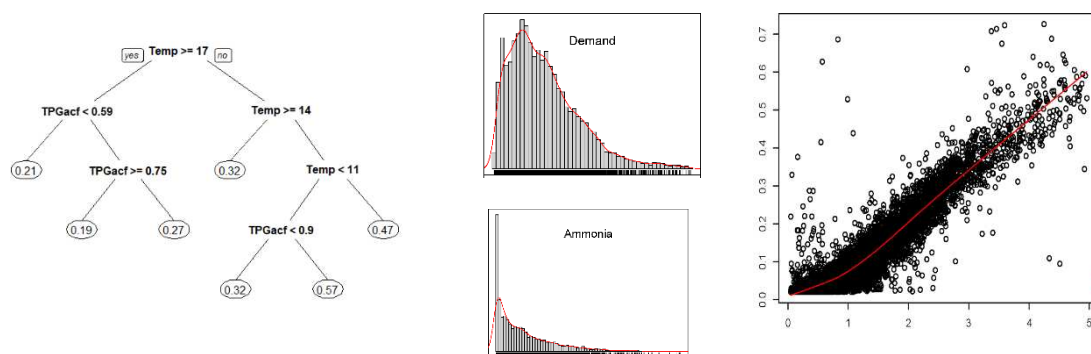 yes Temp >= 17 no
TPGacf < 0.59
Temp >= 14
0.21
TPGacf >= 0.75
0.32
Temp < 11
0.19
0.27
TPGacf < 0.9
0.47
0.32
0.57
Demand
Ammonia
0.7
0.6
0.5
0.4
0.3
0.2
0.1
0.0
0 1 2 3 4 5